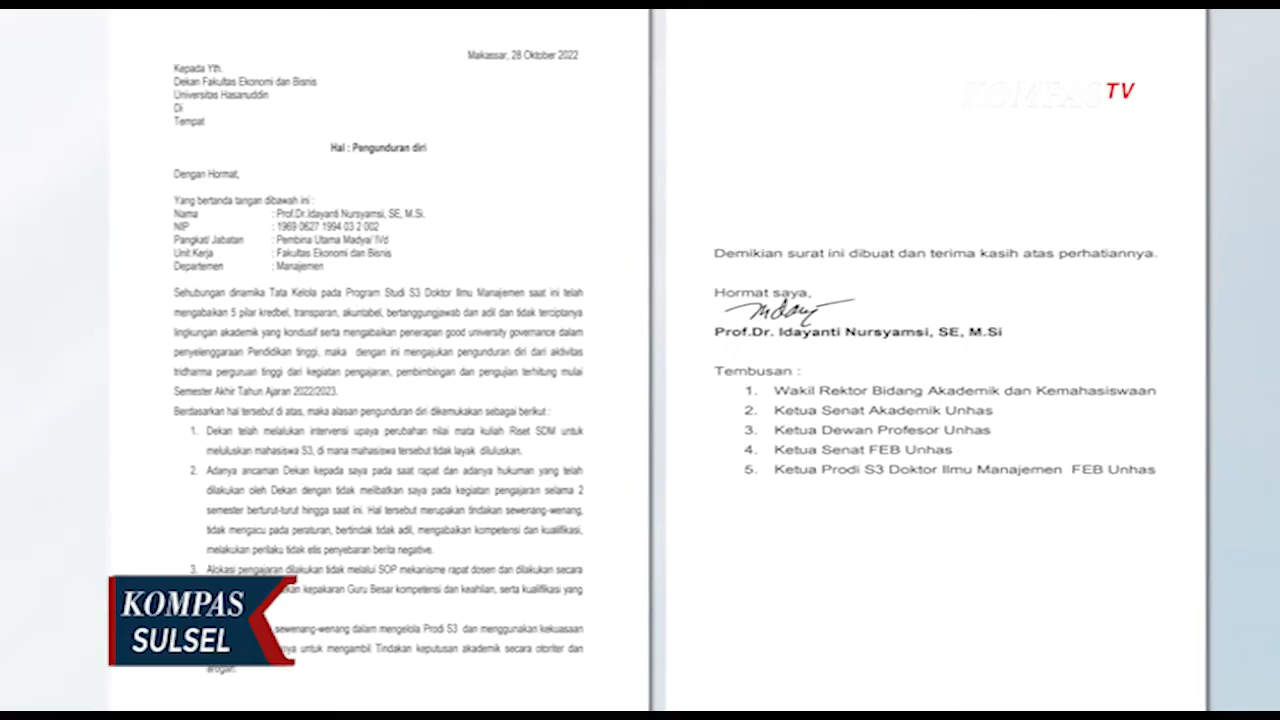 Makassar, 28 Oktober 2022
Kepada Yth.
Dekan Fakultas Ekonomi dan Bisnis
Universitas Hasanuddin
Di
Tempat
Hal : Pengunduran diri
Dengan Hormat,
Yang bertanda tangan dibawah ini :
Nama : Prof.Dr.Idayanti Nursyamsi, SE, M.Si.
NIP : 1969 0627 1994 03 2 002
Pangkat/ Jabatan : Pembina Utama Madya/ IVd
Unit Kerja : Fakultas Ekonomi dan Bisnis
Departemen : Manajemen
Sehubungan dinamika Tata Kelola pada Program Studi S3 Doktor Ilmu Manajemen saat ini telah
mengabaikan 5 pilar kredbel, transparan, akuntabel, bertanggungjawab dan adil dan tidak terciptanya
lingkungan akademik yang kondusif serta mengabaikan penerapan good university governance dalam
penyelenggaraan Pendidikan tinggi, maka dengan ini mengajukan pengunduran diri dari aktivitas
tridharma perguruan tinggi dari kegiatan pengajaran, pembimbingan dan pengujian terhitung mulai
Semester Akhir Tahun Ajaran 2022/2023.
Berdasarkan hal tersebut di atas, maka alasan pengunduran diri dikemukakan sebagai berikut :
1. Dekan telah melalukan intervensi upaya perubahan nilai mata kuliah Riset SDM untuk
meluluskan mahasiswa S3, di mana mahasiswa tersebut tidak layak diluluskan.
2. Adanya ancaman Dekan kepada saya pada saat rapat dan adanya hukuman yang telah
dilakukan oleh Dekan dengan tidak melibatkan saya pada kegiatan pengajaran selama 2
semester berturut-turut hingga saat ini. Hal tersebut merupakan tindakan sewenang-wenang,
tidak mengacu pada peraturan, bertindak tidak adil, mengabaikan kompetensi dan kualifikasi,
melakukan perilaku tidak etis penyebaran berita negative.
3. Alokasi pengajaran dilakukan tidak melalui SOP mekanisme rapat dosen dan dilakukan secara
kan kepakaran Guru Besar kompetensi dan keahlian, serta kualifikasi yang
sewenang-wenang dalam mengelola Prodi S3 dan menggunakan kekuasaan
nya untuk mengambil Tindakan keputusan akademik secara otoriter dan
arogan.
KOMPAS
SULSEL
KOMPAS TV
Demikian surat ini dibuat dan terima kasih atas perhatiannya.
Hormat saya,
Prof.Dr. Idayanti Nursyamsi, SE, M.Si
Tembusan :
1. Wakil Rektor Bidang Akademik dan Kemahasiswaan
2. Ketua Senat Akademik Unhas
3. Ketua Dewan Profesor Unhas
4. Ketua Senat FEB Unhas
5. Ketua Prodi S3 Doktor Ilmu Manajemen FEB Unhas